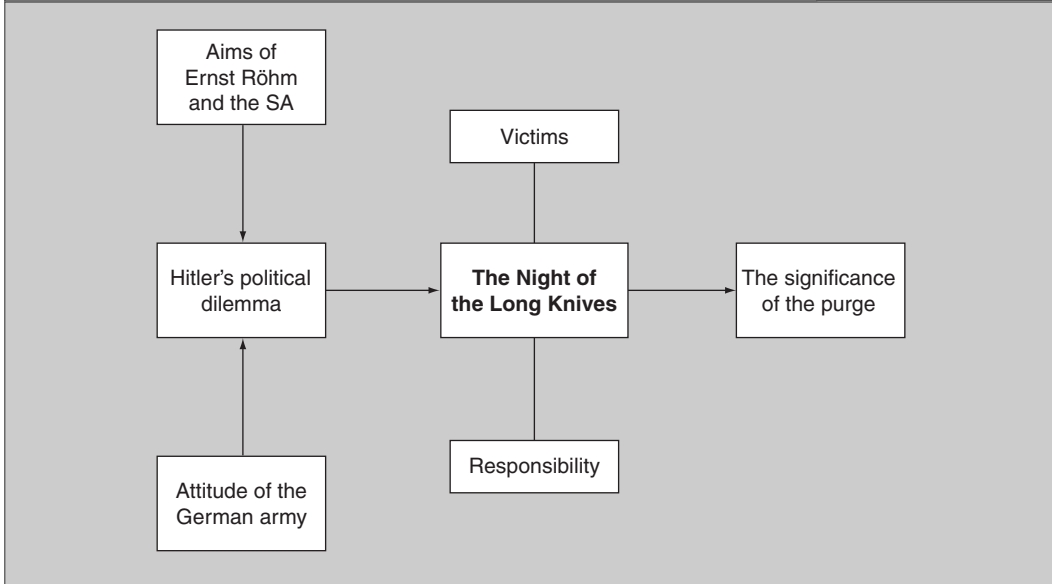 Aims of
Ernst Röhm
and the SA
Victims
Hitler's political
dilemma
The Night of
the Long Knives
The significance
of the purge
Responsibility
Attitude of the
German army